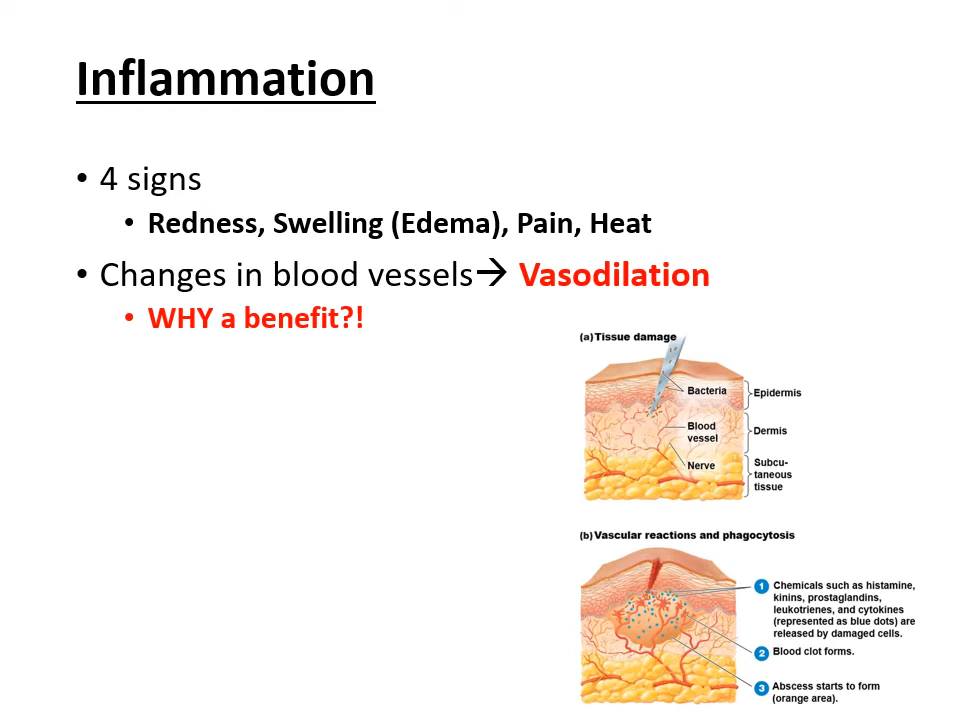 Inflammation
• 4 signs
• Redness, Swelling (Edema), Pain, Heat
• Changes in blood vessels→ Vasodilation
• WHY a benefit?!
(a) Tissue damage
Bacteria
Epidermis
Blood
vessel
Dermis
Nerve
Subcu-
taneous
tissue
(b) Vascular reactions and phagocytosis
1 Chemicals such as histamine,
kinins, prostaglandins,
leukotrienes, and cytokines
(represented as blue dots) are
released by damaged cells.
2 Blood clot forms.
3 Abscess starts to form
(orange area).